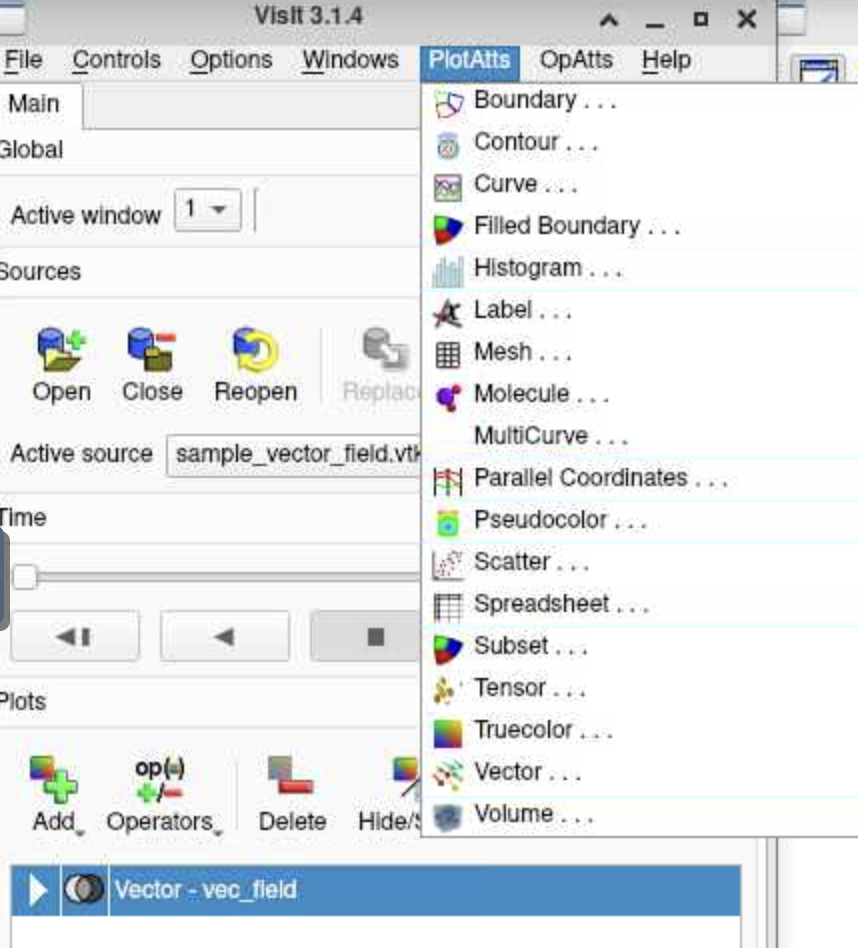 VisIt 3.1.4
File Controls Options Windows PlotAtts OpAtts Help
Main
Global
Active window 1
Sources
Open Close Reopen Replac
Active source sample_vector_field.vtk
Time
Plots
Add Operators Delete Hide/S
op(=)
+/-
Vector - vec_field
Boundary . . .
Contour . . .
Curve . . .
Filled Boundary . . .
Histogram . . .
Label . . .
Mesh . . .
Molecule . . .
MultiCurve . . .
Parallel Coordinates . . .
Pseudocolor . . .
Scatter . . .
Spreadsheet . . .
Subset . . .
Tensor . . .
Truecolor . . .
Vector . . .
Volume . . .